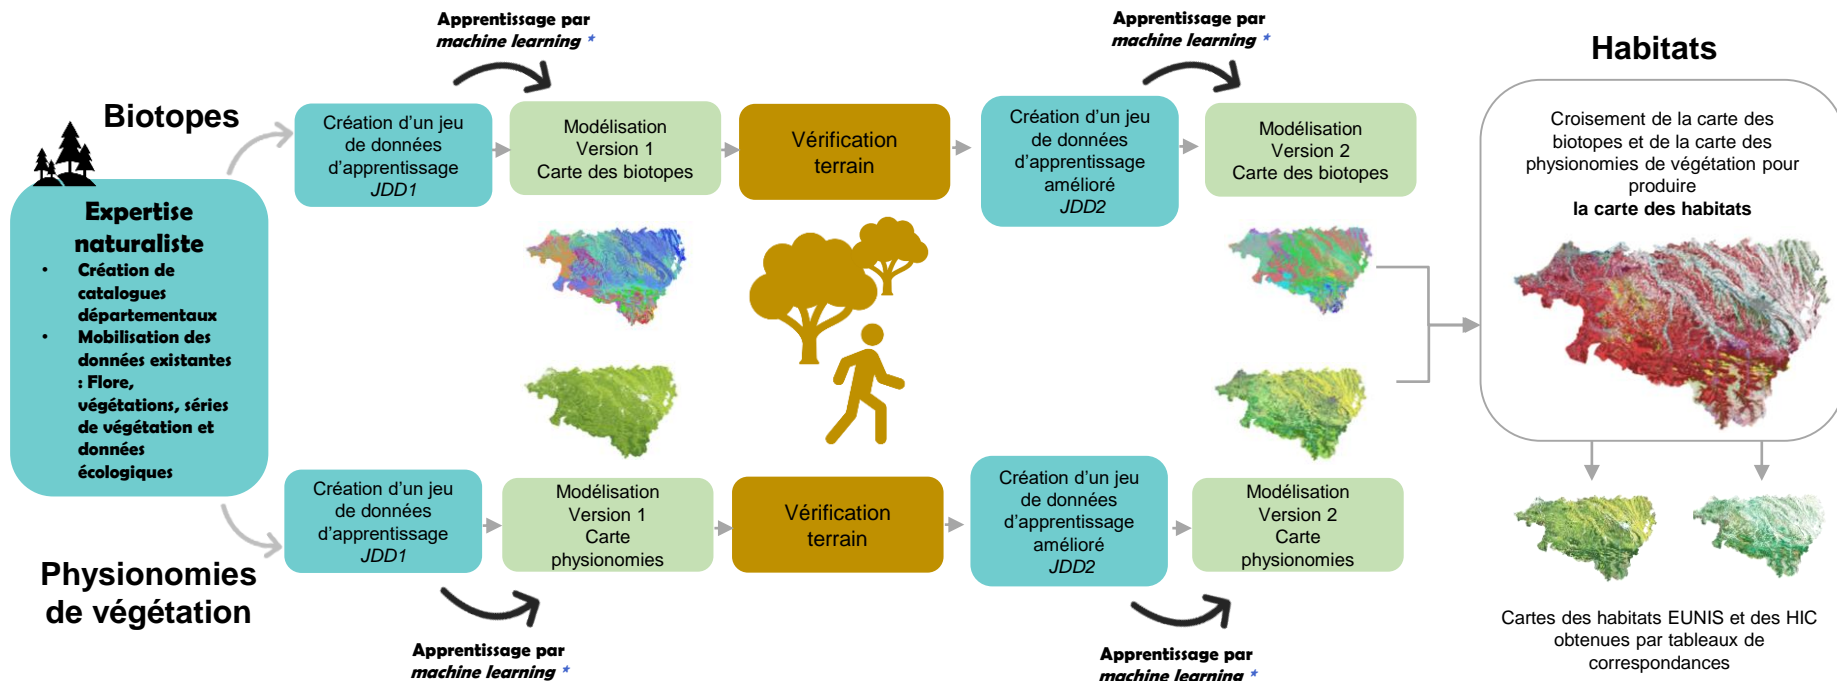 Biotopes
Expertise
naturaliste
• Création de
catalogues
départementaux
• Mobilisation des
données existantes
: Flore,
végétations, séries
de végétation et
données
écologiques
Physionomies
de végétation
Apprentissage par
machine learning *
Création d’un jeu
de données
d’apprentissage
JDD1
Modélisation
Version 1
Carte des biotopes
Vérification
terrain
Apprentissage par
machine learning *
Création d’un jeu
de données
d’apprentissage
amélioré
JDD2
Modélisation
Version 2
Carte des biotopes
Création d’un jeu
de données
d’apprentissage
JDD1
Modélisation
Version 1
Carte
physionomies
Vérification
terrain
Création d’un jeu
de données
d’apprentissage
amélioré
JDD2
Modélisation
Version 2
Carte
physionomies
Apprentissage par
machine learning *
Apprentissage par
machine learning *
Habitats
Croisement de la carte des
biotopes et de la carte des
physionomies de végétation pour
produire
la carte des habitats
Cartes des habitats EUNIS et des HIC
obtenues par tableaux de
correspondances